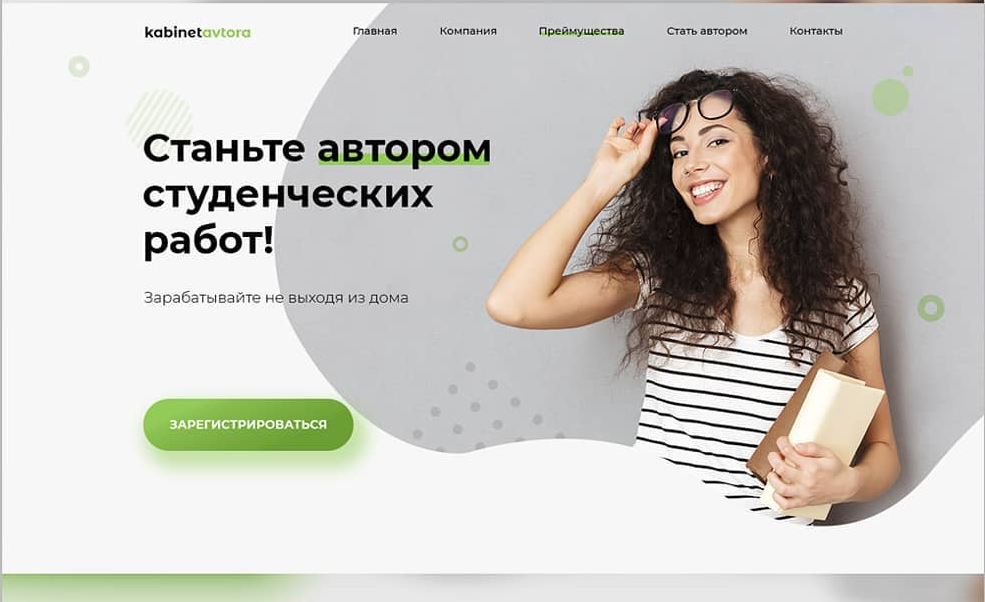 kabinetavtora
Главная Компания Преимущества Стать автором Контакты
Станьте автором
студенческих
работ!
Зарабатывайте не выходя из дома
ЗАРЕГИСТРИРОВАТЬСЯ